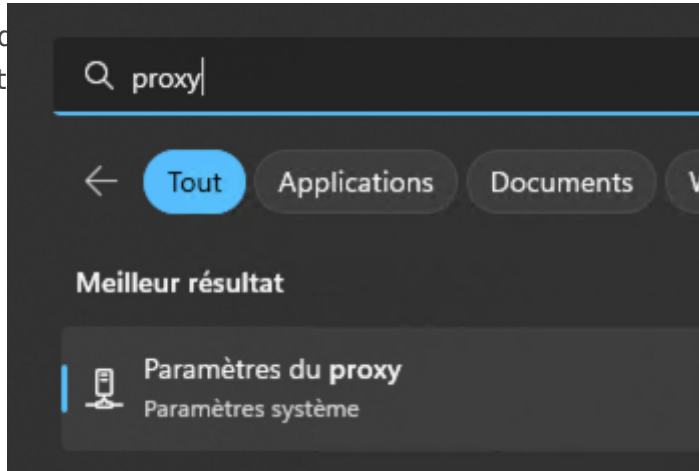 proxy
Tout Applications Documents
Meilleur résultat
Paramètres du proxy
Paramètres système